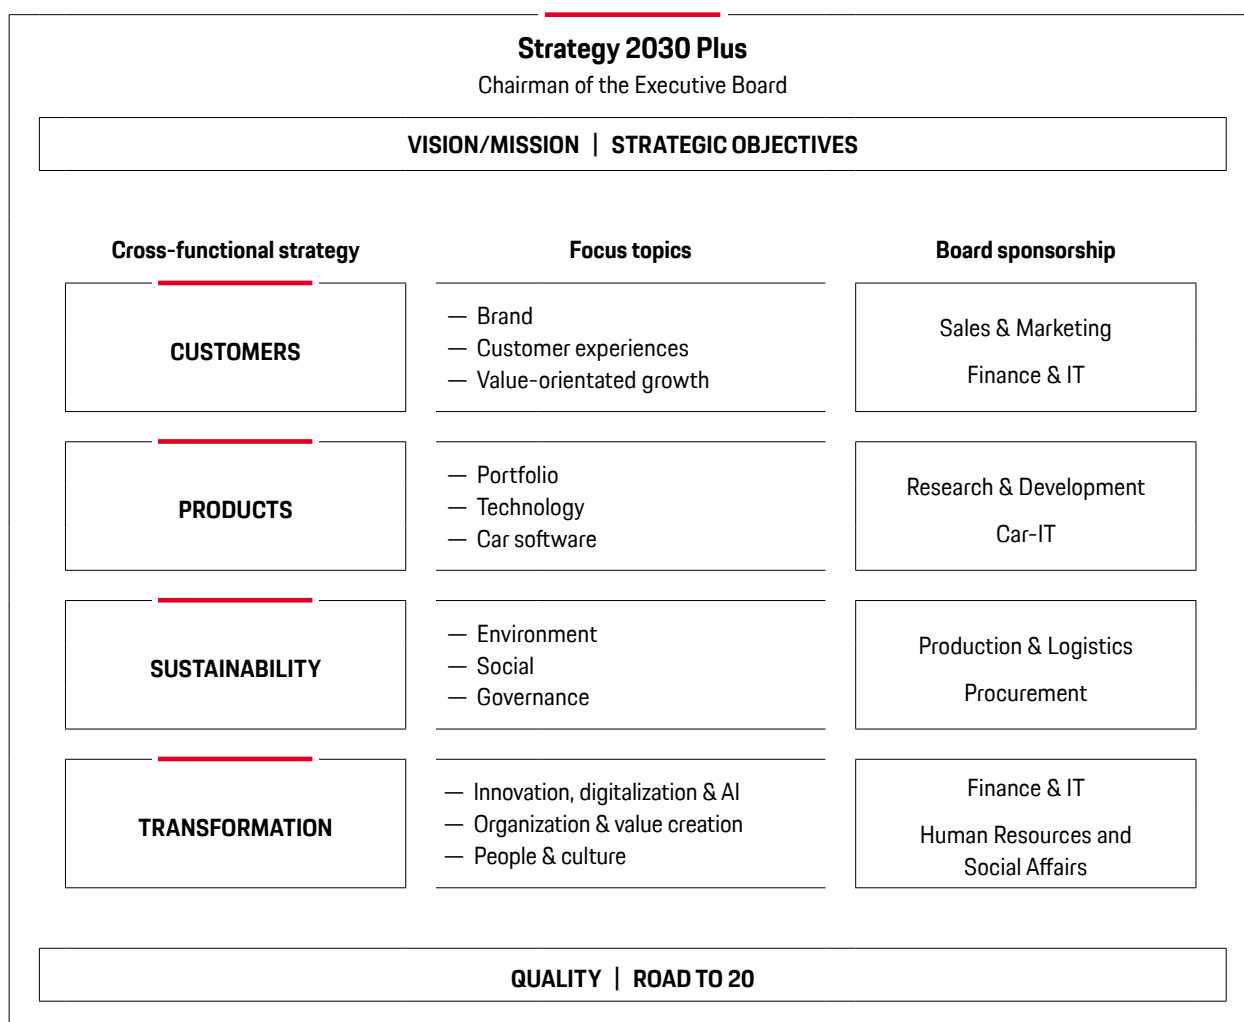 Strategy 2030 Plus
Chairman of the Executive Board
VISION/MISSION | STRATEGIC OBJECTIVES
Cross-functional strategy
Focus topics
Board sponsorship
CUSTOMERS
— Brand
— Customer experiences
— Value-orientated growth
Sales & Marketing
Finance & IT
PRODUCTS
— Portfolio
— Technology
— Car software
Research & Development
Car-IT
SUSTAINABILITY
— Environment
— Social
— Governance
Production & Logistics
Procurement
TRANSFORMATION
— Innovation, digitalization & AI
— Organization & value creation
— People & culture
Finance & IT
Human Resources and
Social Affairs
QUALITY | ROAD TO 20